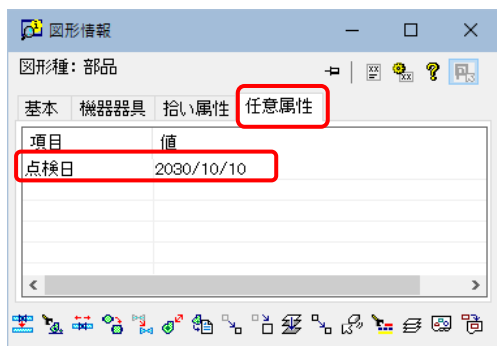 図形情報
図形種：部品
基本 機器器具 拾い属性 任意属性
項目 値
点検日 2030/10/10